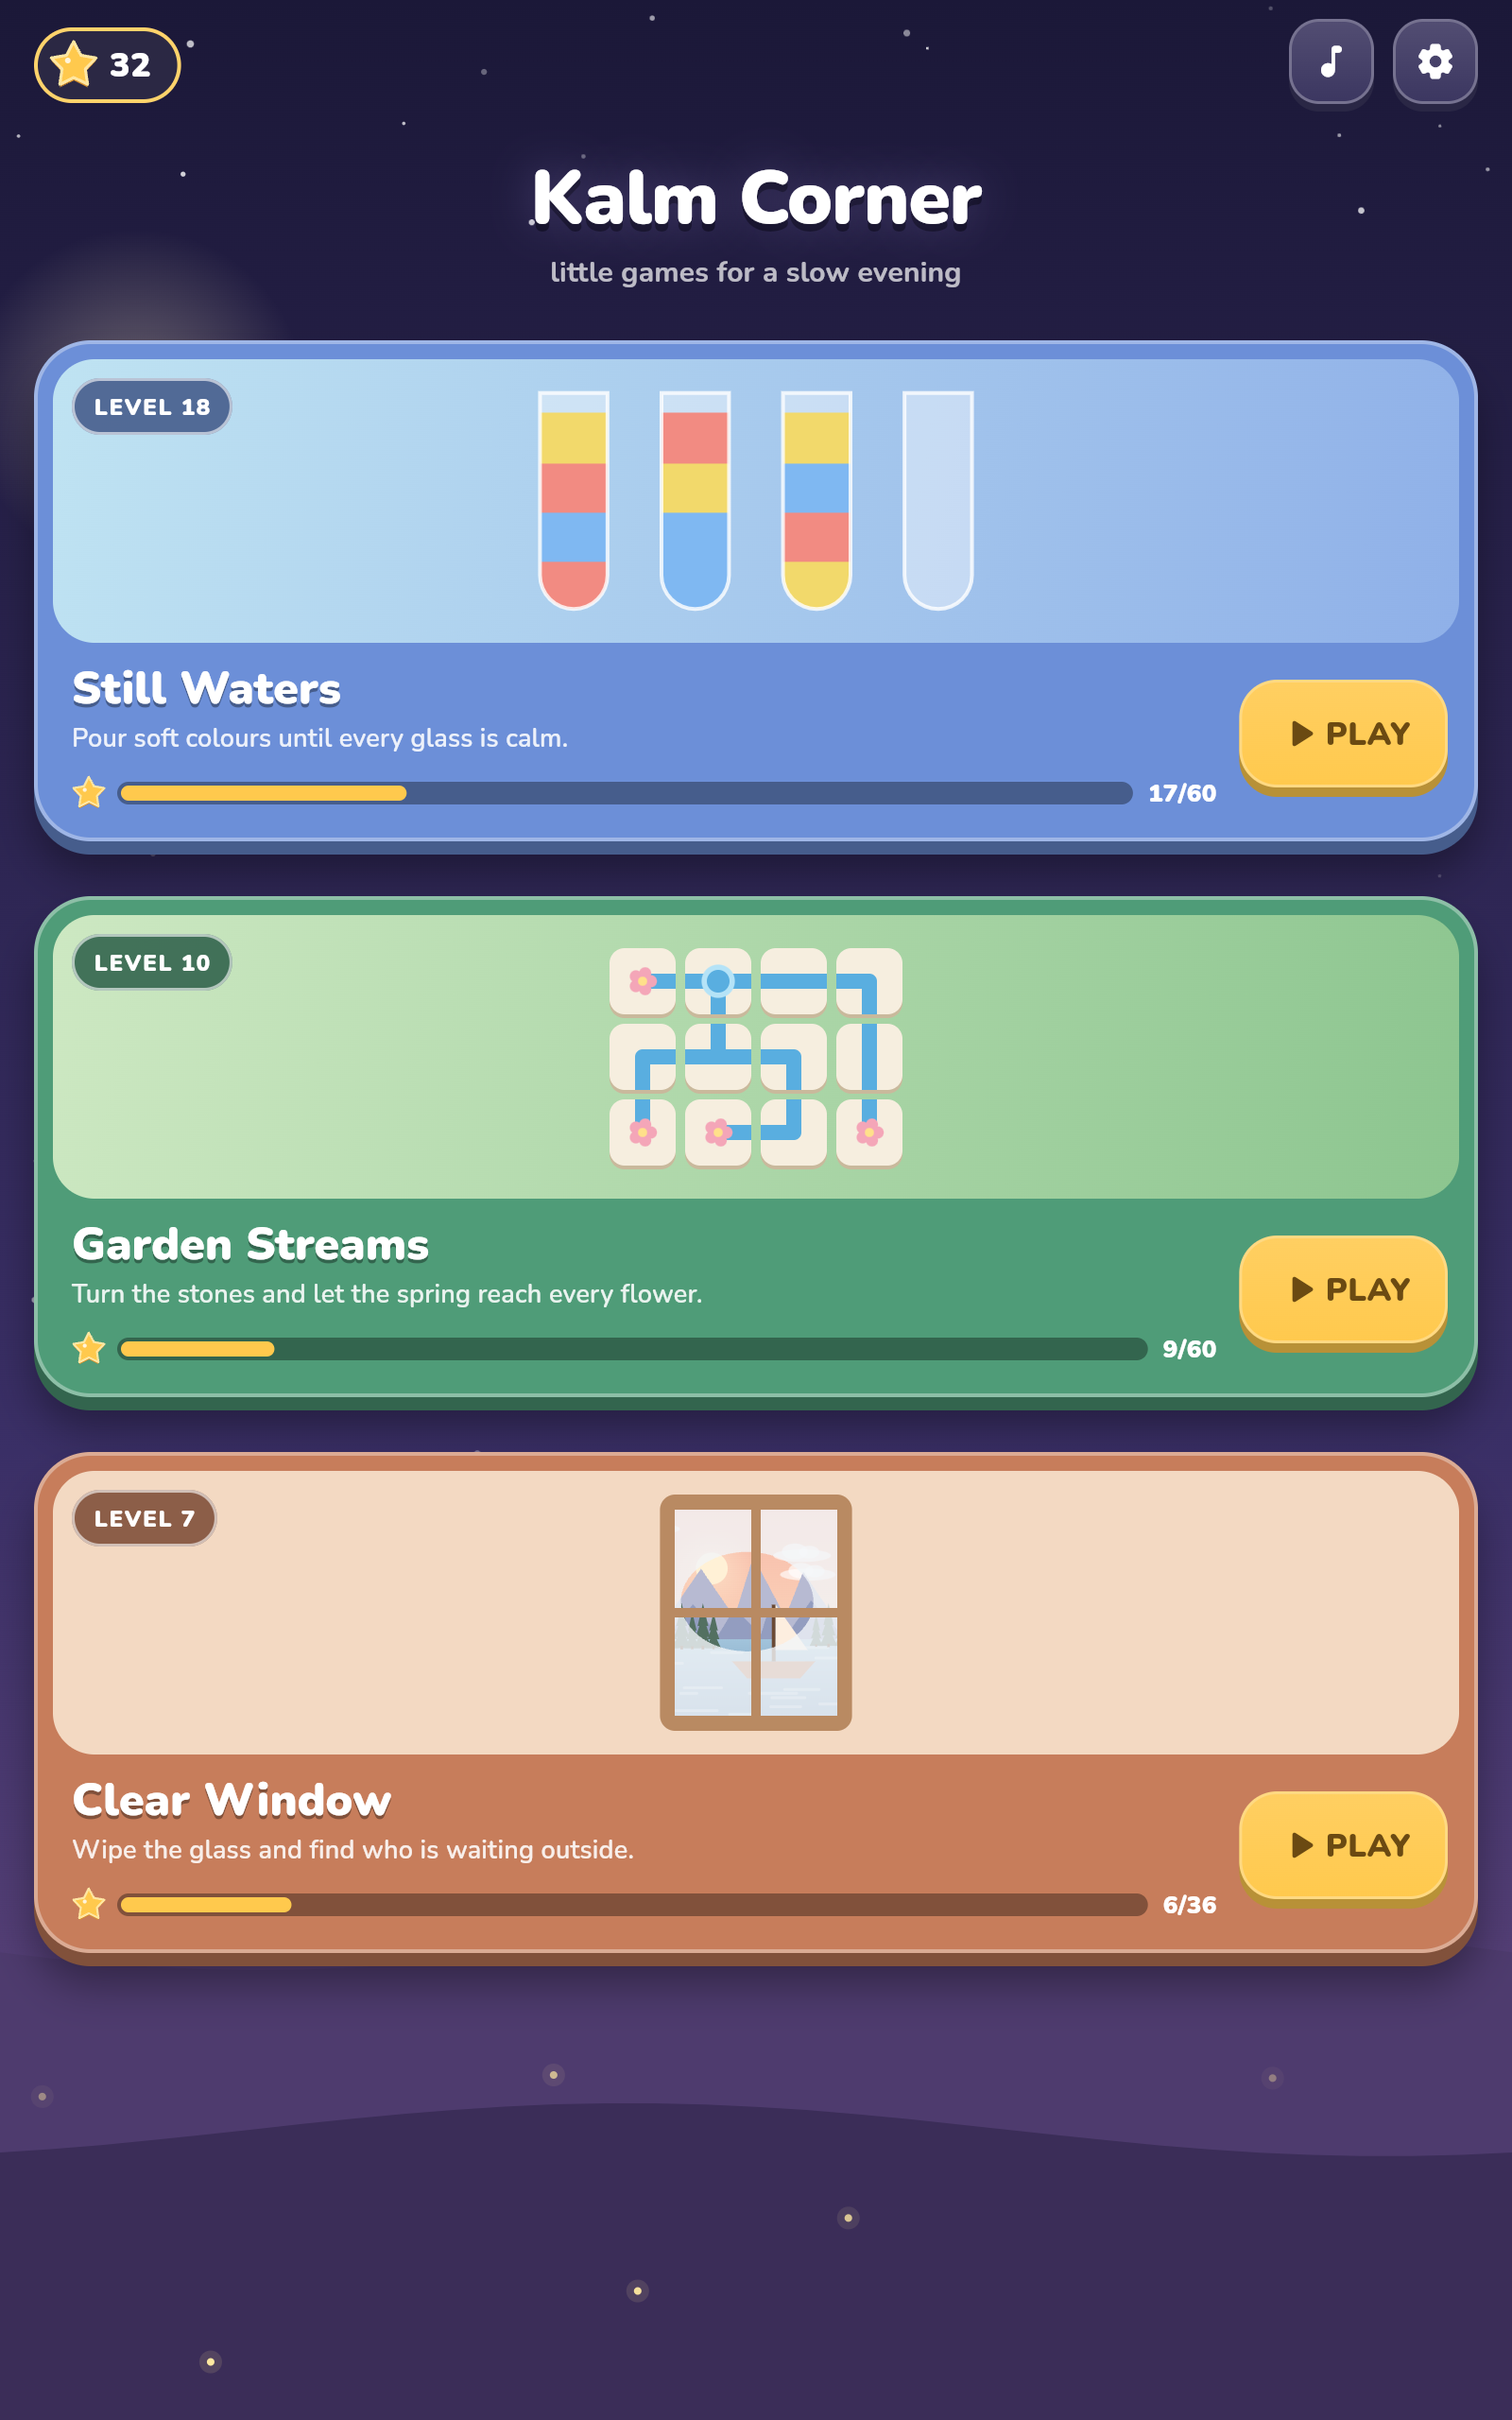 32
Kalm Corner
little games for a slow evening
LEVEL 18
Still Waters
Pour soft colours until every glass is calm.
17/60
PLAY
LEVEL 10
Garden Streams
Turn the stones and let the spring reach every flower.
9/60
PLAY
LEVEL 7
Clear Window
Wipe the glass and find who is waiting outside.
6/36
PLAY